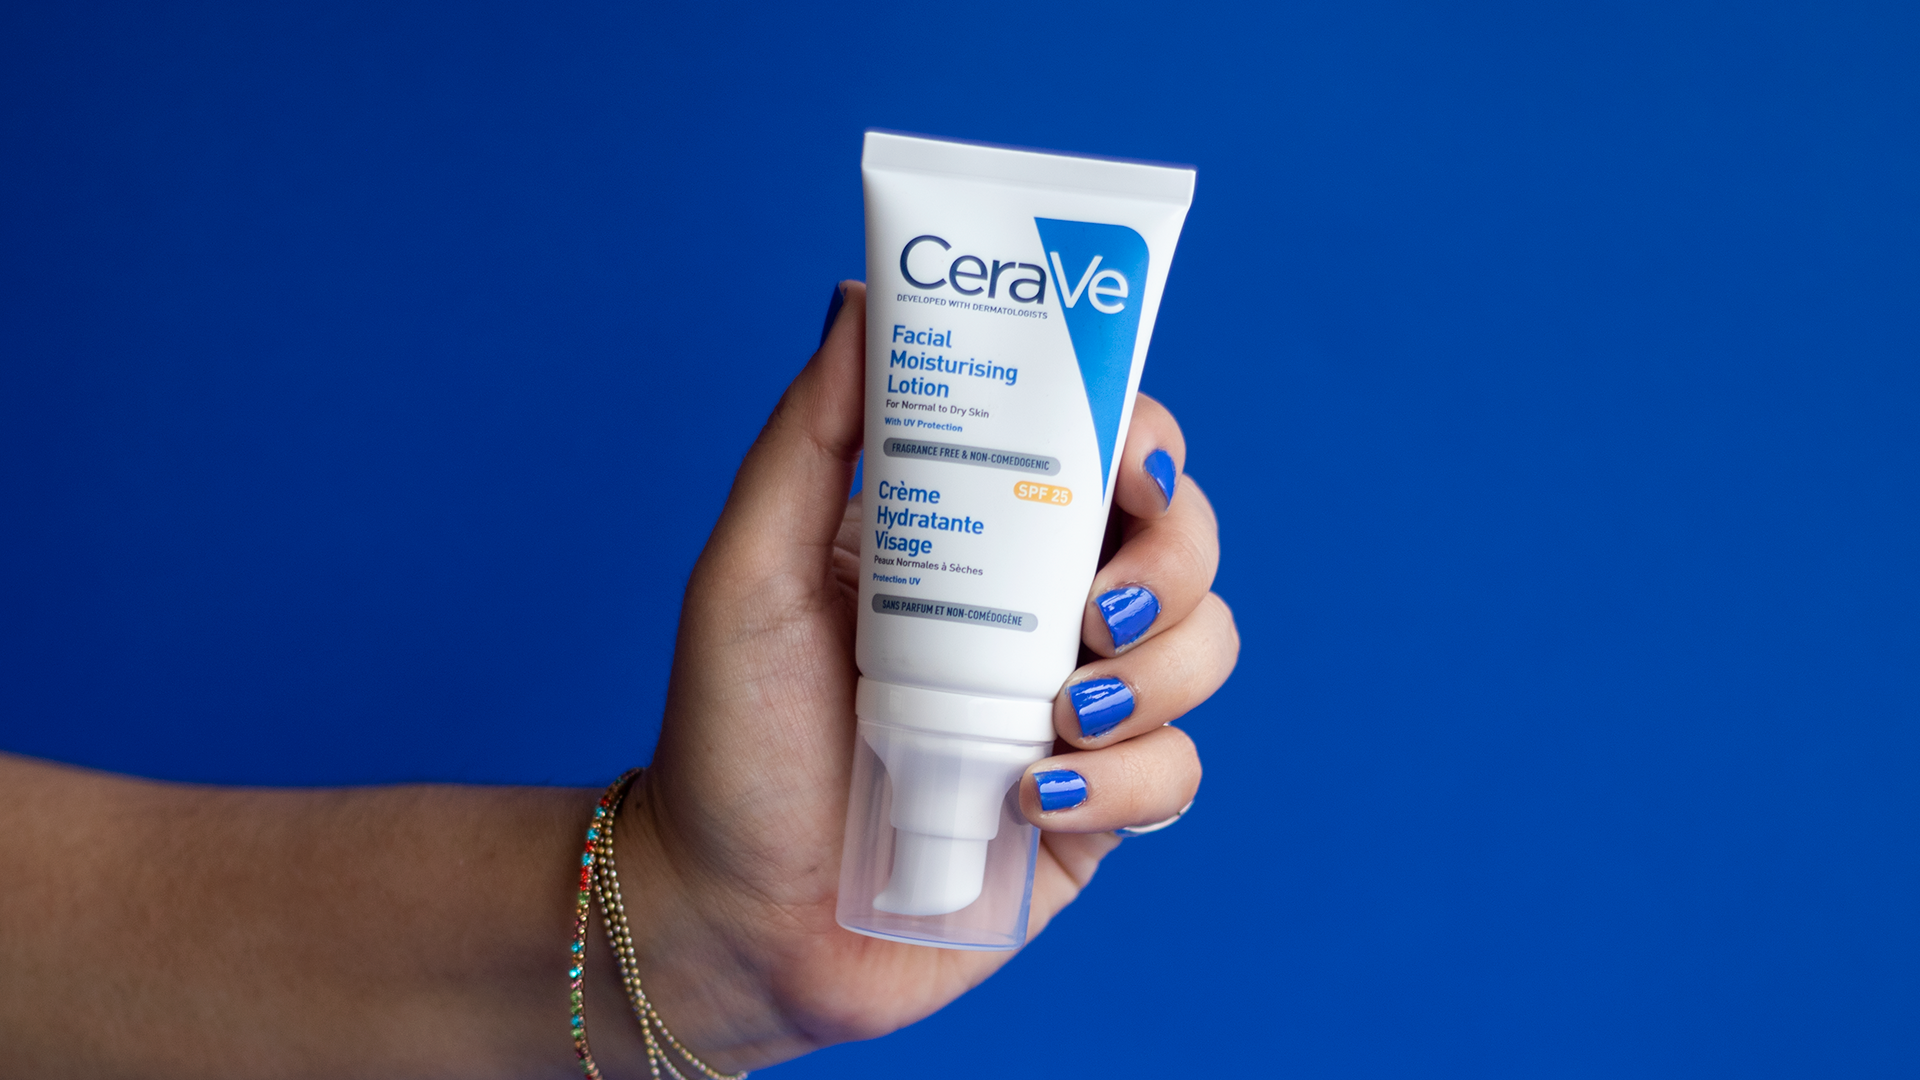 CeraVe
DEVELOPED WITH DERMATOLOGISTS
Facial
Moisturising
Lotion
For Normal to Dry Skin
With UV Protection
FRAGRANCE FREE & NON-COMEDOGENIC
SPF 25
Crème
Hydratante
Visage
Peaux Normales à Sèches
Protection UV
SANS PARFUM ET NON-COMÉDOGÈNE